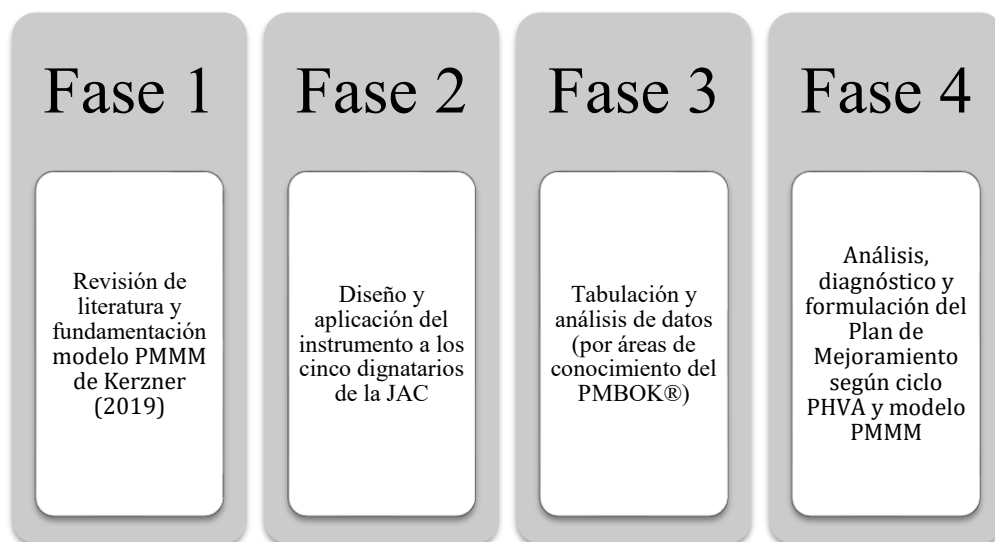 Fase 1
Revisión de
literatura y
fundamentación
modelo PMMM
de Kerzner
(2019)
Fase 2
Diseño y
aplicación del
instrumento a los
cinco dignatarios
de la JAC
Fase 3
Tabulación y
análisis de datos
(por áreas de
conocimiento del
PMBOK®)
Fase 4
Análisis,
diagnóstico y
formulación del
Plan de
Mejoramiento
según ciclo
PHVA y modelo
PMMM